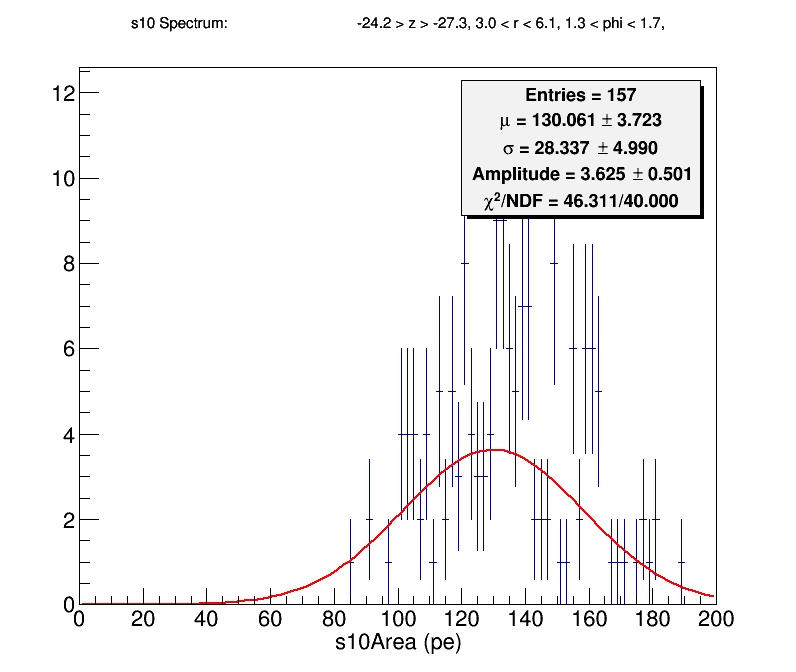 s10 Spectrum: -24.2 > z > -27.3, 3.0 < r < 6.1, 1.3 < phi < 1.7,
Entries = 157
μ = 130.061 ± 3.723
σ = 28.337 ± 4.990
Amplitude = 3.625 ± 0.501
χ²/NDF = 46.311/40.000
12
10
8
6
4
2
0
0 20 40 60 80 100 120 140 160 180 200
s10Area (pe)